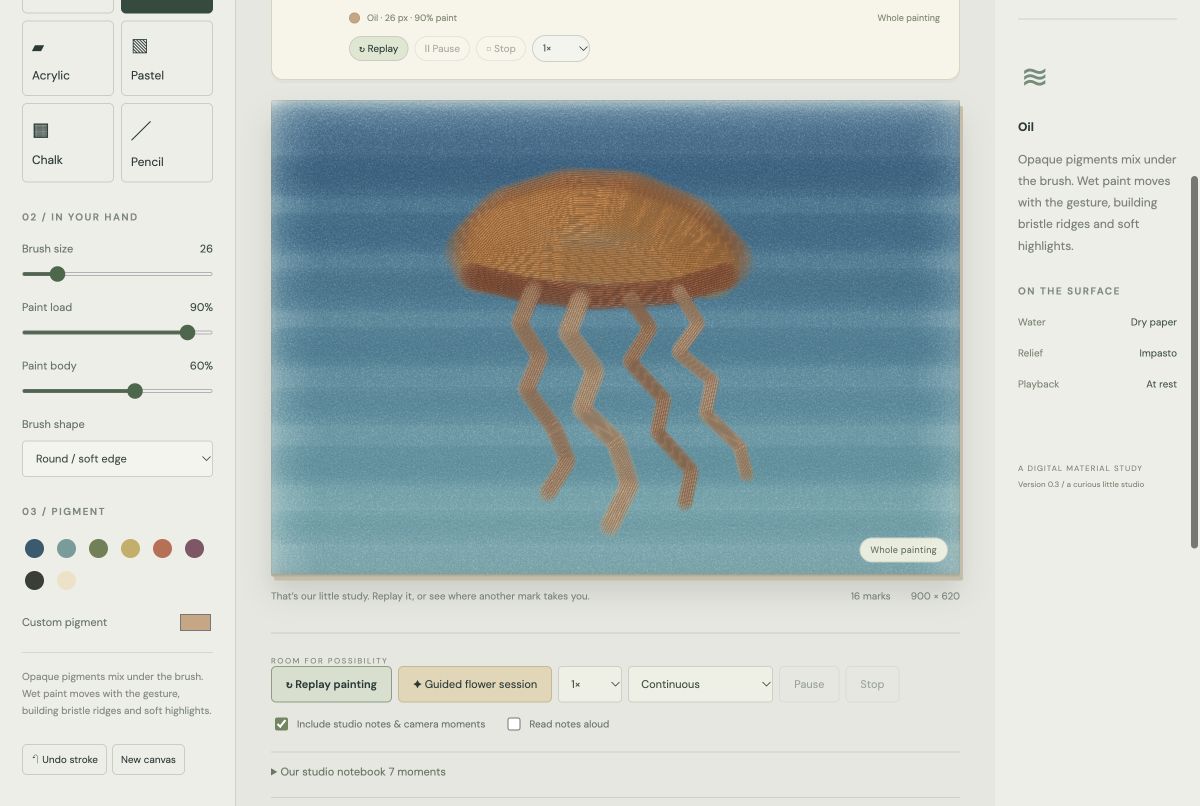 Acrylic
Pastel
Chalk
Pencil
02 / IN YOUR HAND
Brush size 26
Paint load 90%
Paint body 60%
Brush shape
Round / soft edge
03 / PIGMENT
Custom pigment
Opaque pigments mix under the brush.
Wet paint moves with the gesture,
building bristle ridges and soft highlights.
Undo stroke
New canvas
Oil · 26 px · 90% paint
Whole painting
↻ Replay
II Pause
Stop
1×
Whole painting
That's our little study. Replay it, or see where another mark takes you.
16 marks
900 × 620
ROOM FOR POSSIBILITY
↻ Replay painting
✦ Guided flower session
1×
Continuous
Pause
Stop
Include studio notes & camera moments
Read notes aloud
▶ Our studio notebook 7 moments
Oil
Opaque pigments mix under
the brush. Wet paint moves
with the gesture, building
bristle ridges and soft
highlights.
ON THE SURFACE
Water Dry paper
Relief Impasto
Playback At rest
A DIGITAL MATERIAL STUDY
Version 0.3 / a curious little studio